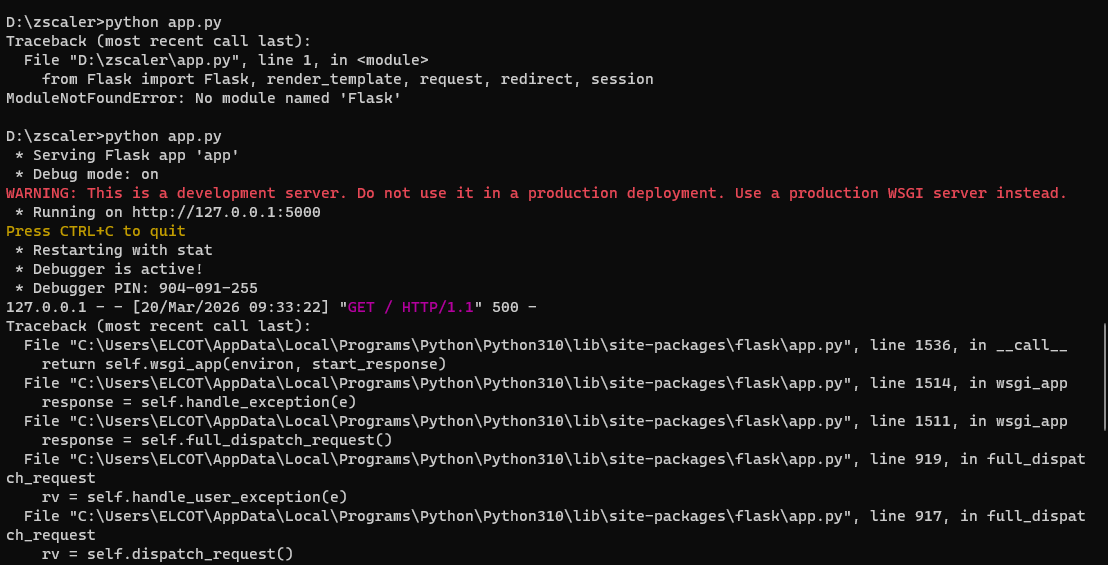 D:\zscaler>python app.py
Traceback (most recent call last):
  File "D:\zscaler\app.py", line 1, in <module>
    from Flask import Flask, render_template, request, redirect, session
ModuleNotFoundError: No module named 'Flask'

D:\zscaler>python app.py
 * Serving Flask app 'app'
 * Debug mode: on
WARNING: This is a development server. Do not use it in a production deployment. Use a production WSGI server instead.
 * Running on http://127.0.0.1:5000
Press CTRL+C to quit
 * Restarting with stat
 * Debugger is active!
 * Debugger PIN: 904-091-255
127.0.0.1 - - [20/Mar/2026 09:33:22] "GET / HTTP/1.1" 500 -
Traceback (most recent call last):
  File "C:\Users\ELCOT\AppData\Local\Programs\Python\Python310\lib\site-packages\flask\app.py", line 1536, in __call__
    return self.wsgi_app(environ, start_response)
  File "C:\Users\ELCOT\AppData\Local\Programs\Python\Python310\lib\site-packages\flask\app.py", line 1514, in wsgi_app
    response = self.handle_exception(e)
  File "C:\Users\ELCOT\AppData\Local\Programs\Python\Python310\lib\site-packages\flask\app.py", line 1511, in wsgi_app
    response = self.full_dispatch_request()
  File "C:\Users\ELCOT\AppData\Local\Programs\Python\Python310\lib\site-packages\flask\app.py", line 919, in full_dispat
ch_request
    rv = self.handle_user_exception(e)
  File "C:\Users\ELCOT\AppData\Local\Programs\Python\Python310\lib\site-packages\flask\app.py", line 917, in full_dispat
ch_request
    rv = self.dispatch_request()